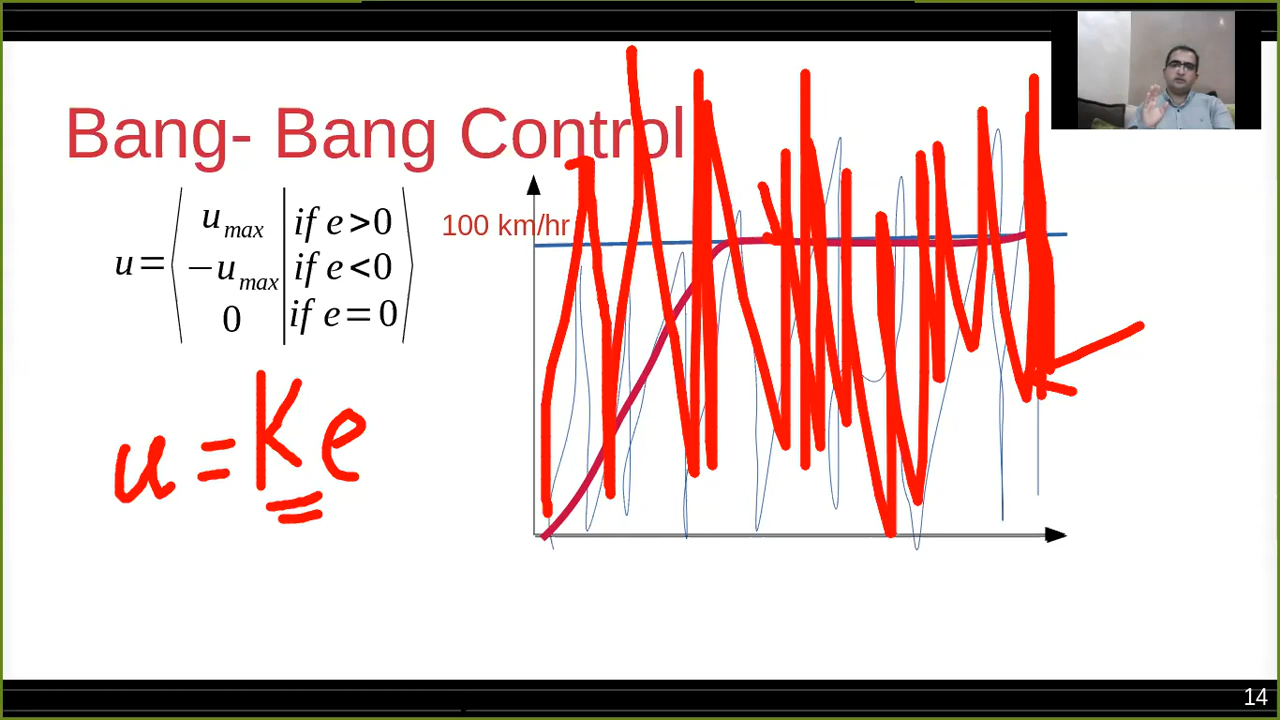 Bang- Bang Control
u= u_max if e>0
−u_max if e<0
0 if e=0
100 km/hr
u = Ke
14